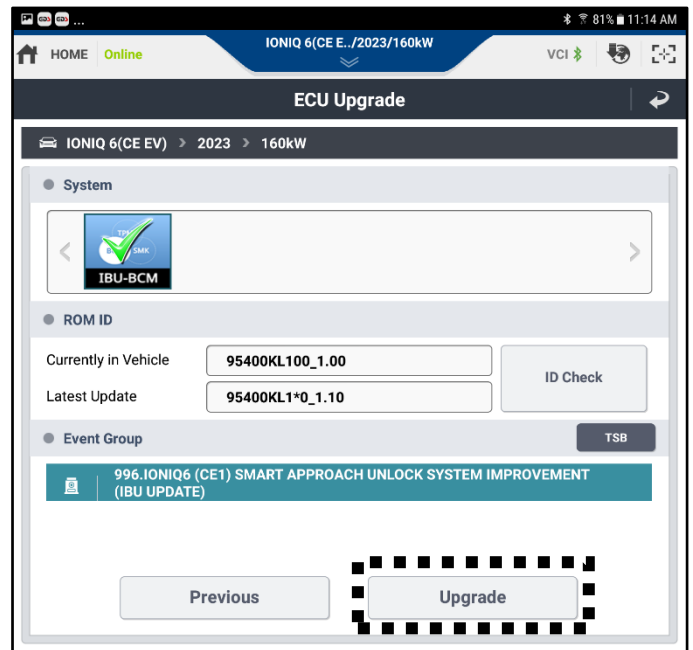 ... 81% 11:14 AM
HOME Online IONIQ 6(CE E../2023/160kW VCI
ECU Upgrade
IONIQ 6(CE EV) > 2023 > 160kW
System
SMK
IBU-BCM
ROM ID
Currently in Vehicle 95400KL100_1.00
ID Check
Latest Update 95400KL1*0_1.10
Event Group TSB
996.IONIQ6 (CE1) SMART APPROACH UNLOCK SYSTEM IMPROVEMENT
(IBU UPDATE)
Previous Upgrade